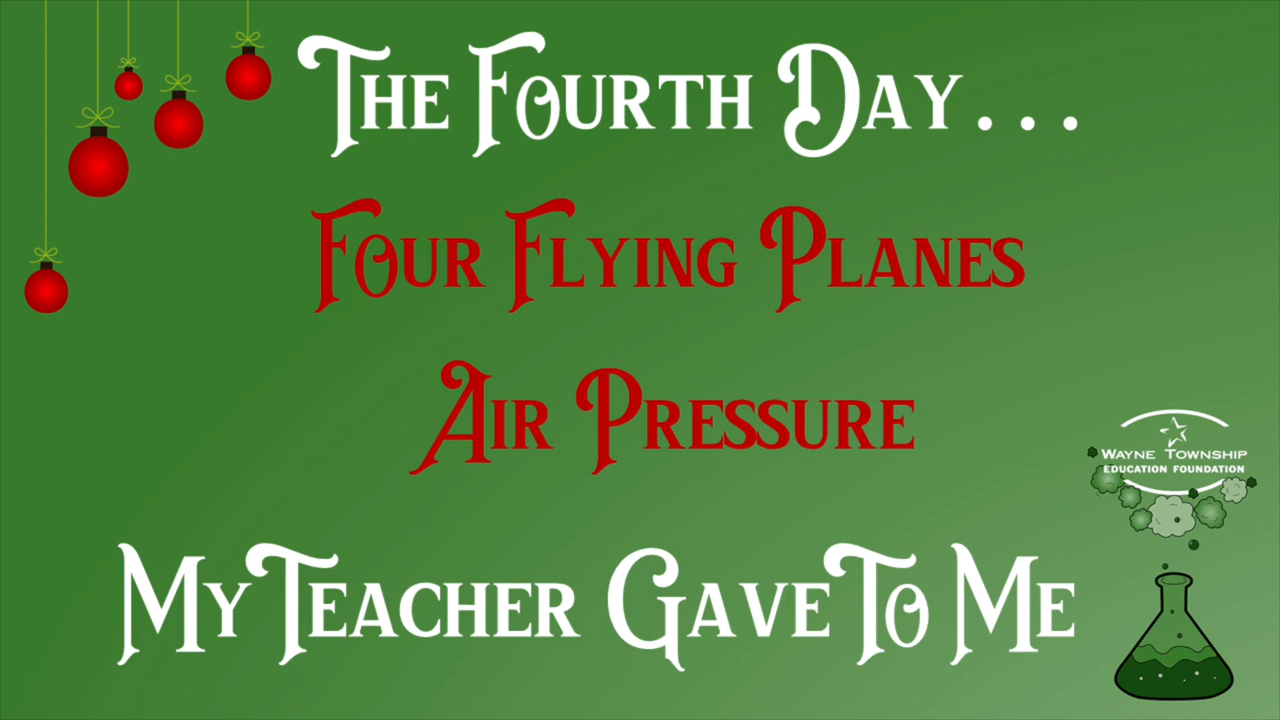 The Fourth Day...
Four Flying Planes
Air Pressure
Wayne Township
Education Foundation
My Teacher Gave To Me